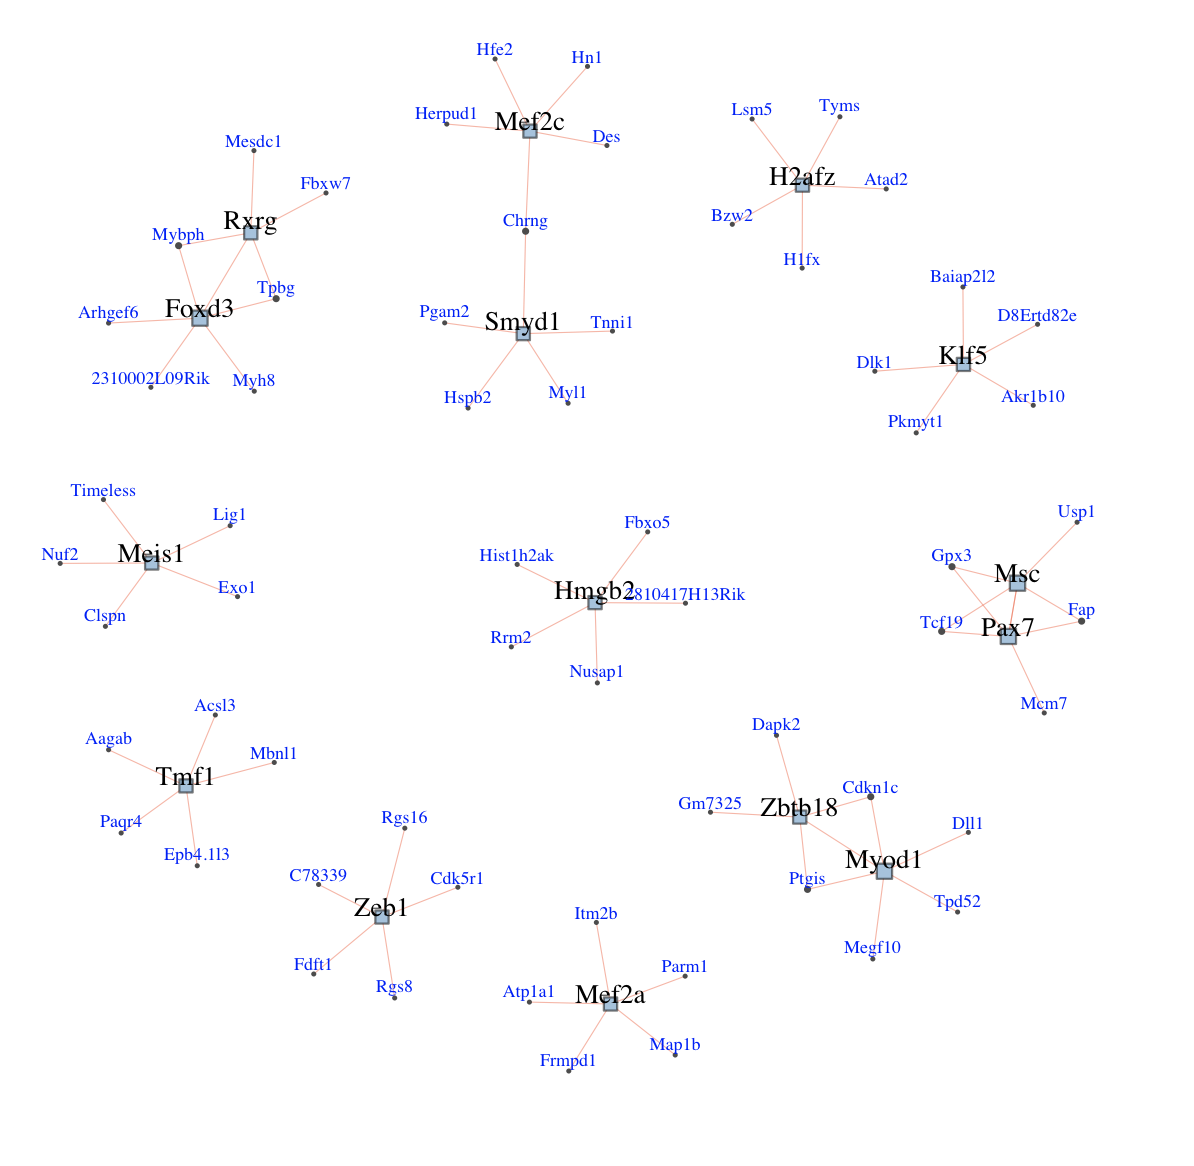 Hfe2
Hn1
Herpud1
Mef2c
Des
Chrng
Pgam2
Smyd1
Tnni1
Hspb2
Myl1
Mesdc1
Fbxw7
Rxrg
Mybph
Tpbg
Arhgef6
Foxd3
2310002L09Rik
Myh8
Lsm5
Tyms
H2afz
Atad2
Bzw2
H1fx
Baiap2l2
D8Ertd82e
Klf5
Dlk1
Akr1b10
Pkmyt1
Timeless
Lig1
Nuf2
Meis1
Exo1
Clspn
Fbxo5
Hist1h2ak
Hmgb2
2810417H13Rik
Rrm2
Nusap1
Usp1
Gpx3
Msc
Fap
Tcf19
Pax7
Mcm7
Acsl3
Aagab
Mbnl1
Tmf1
Paqr4
Epb4.1l3
Rgs16
C78339
Cdk5r1
Zeb1
Fdft1
Rgs8
Dapk2
Cdkn1c
Gm7325
Zbtb18
Dll1
Myod1
Ptgis
Tpd52
Megf10
Itm2b
Parm1
Atp1a1
Mef2a
Map1b
Frmpd1